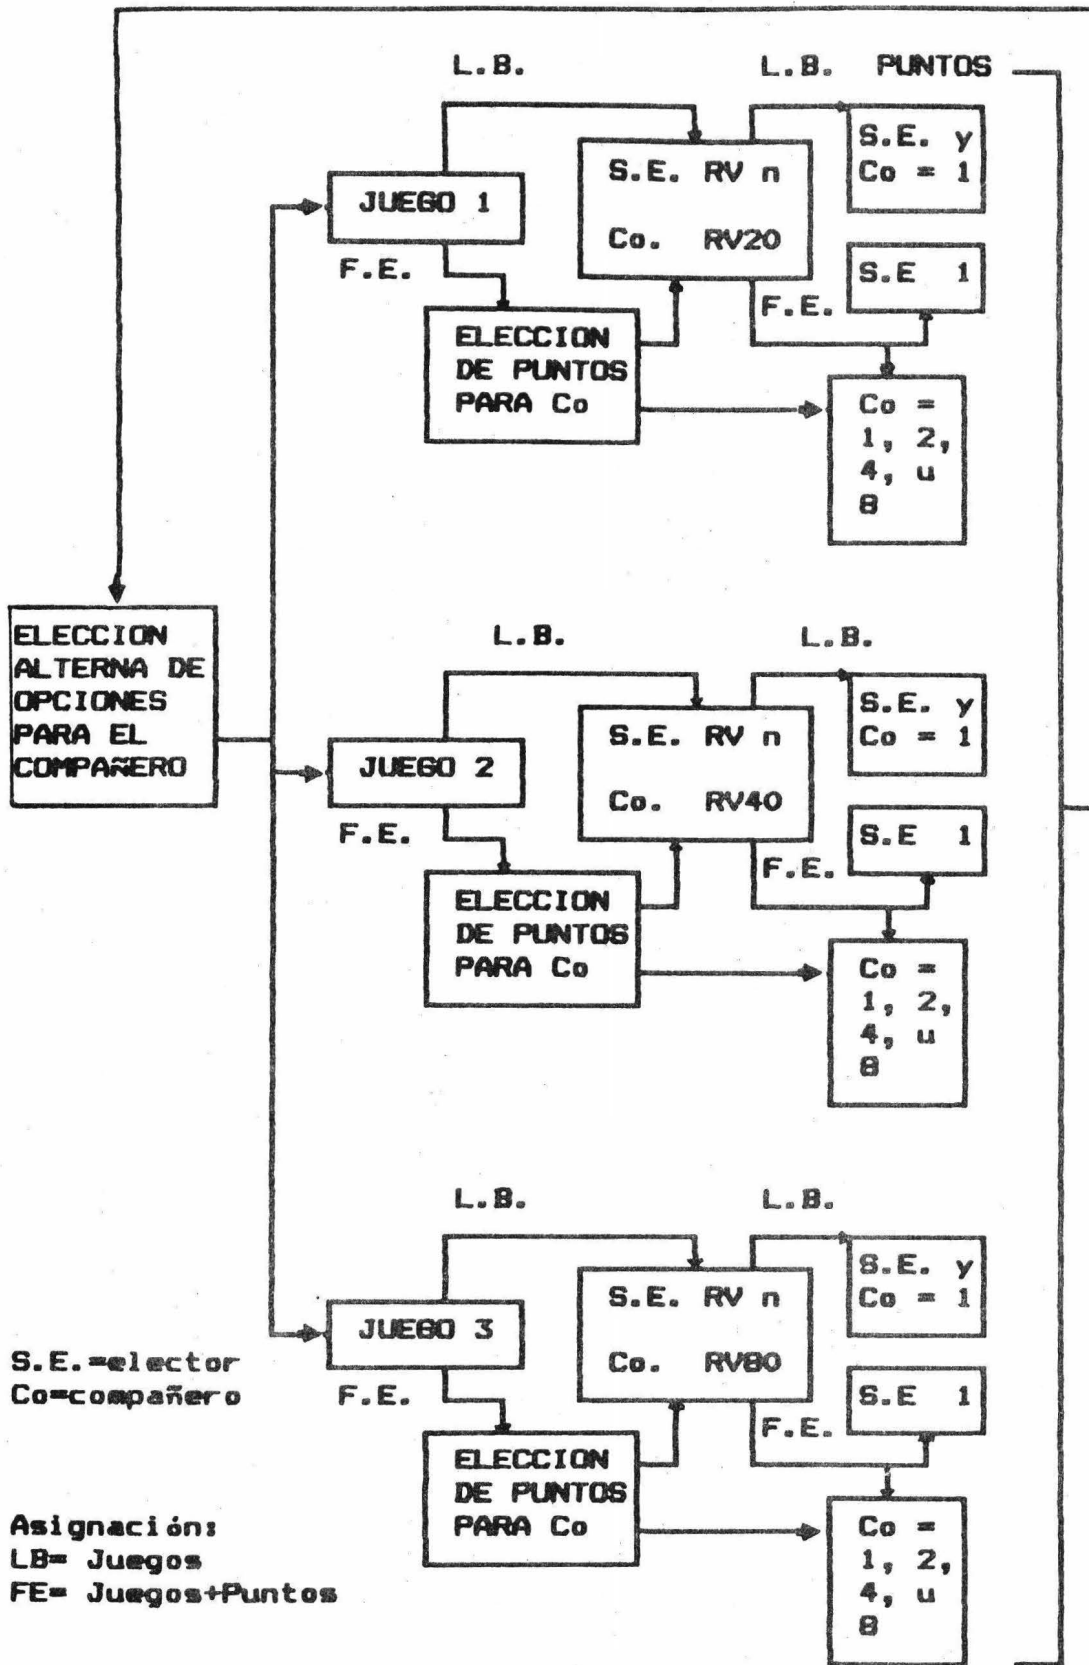 L.B.
L.B. PUNTOS
JUEGO 1
S.E. RV n
Co. RV20
S.E. y
Co = 1
F.E.
S.E 1
F.E.
ELECCION
DE PUNTOS
PARA Co
Co =
1, 2,
4, u
8
ELECCION
ALTERNA DE
OPCIONES
PARA EL
COMPAÑERO
L.B.
L.B.
JUEGO 2
S.E. RV n
Co. RV40
S.E. y
Co = 1
F.E.
S.E 1
F.E.
ELECCION
DE PUNTOS
PARA Co
Co =
1, 2,
4, u
8
L.B.
L.B.
JUEGO 3
S.E. RV n
Co. RV80
S.E. y
Co = 1
F.E.
S.E 1
F.E.
ELECCION
DE PUNTOS
PARA Co
Co =
1, 2,
4, u
8
S.E.=elector
Co=compañero
Asignación:
LB= Juegos
FE= Juegos+Puntos